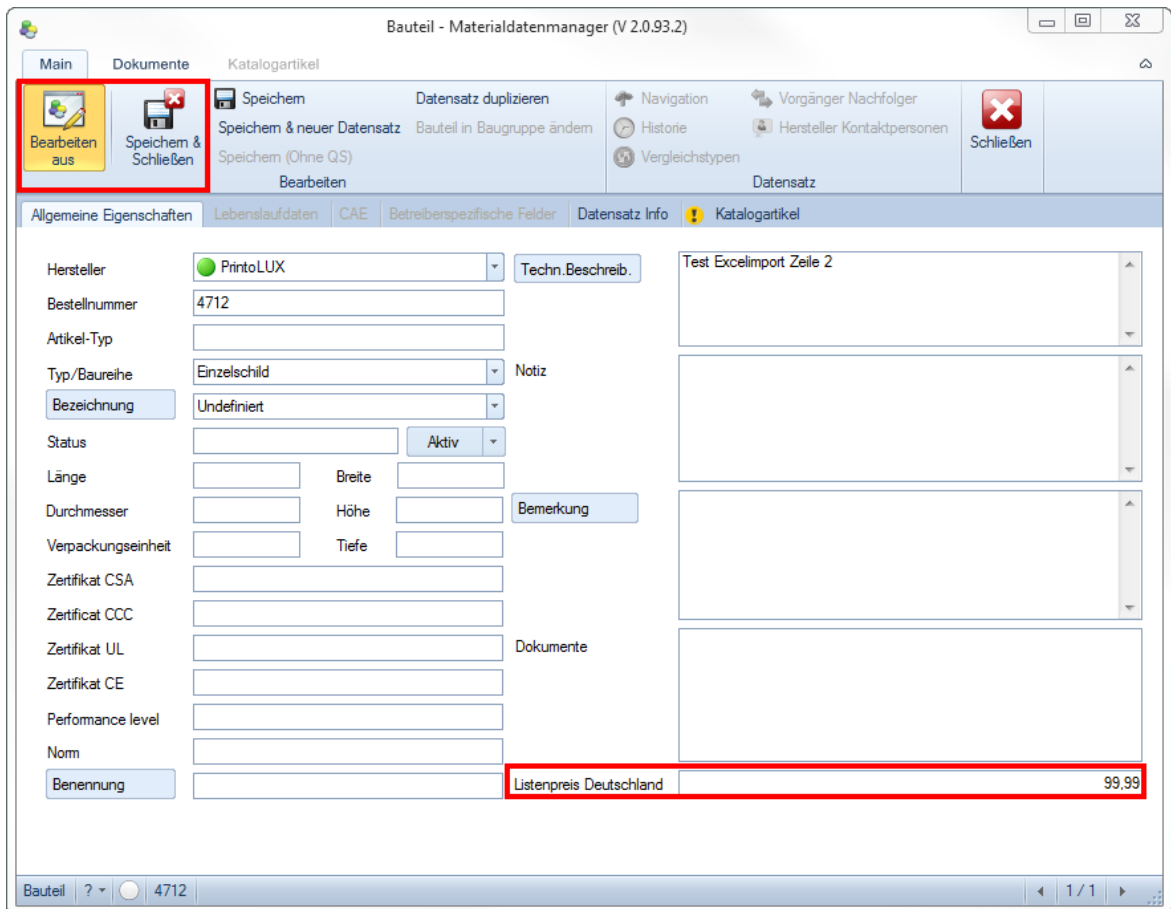 Bauteil - Materialdatenmanager (V 2.0.93.2)
Main Dokumente Katalogartikel
Bearbeiten aus
Speichern & Schließen
Speichern
Speichern & neuer Datensatz
Speichern (Ohne QS)
Datensatz duplizieren
Bauteil in Baugruppe ändern
Bearbeiten
Navigation
Historie
Vergleichstypen
Vorgänger Nachfolger
Hersteller Kontaktpersonen
Datensatz
Schließen
Allgemeine Eigenschaften Lebenslaufdaten CAE Betreiberspezifische Felder Datensatz Info Katalogartikel
Hersteller PrintoLUX
Bestellnummer 4712
Artikel-Typ
Typ/Baureihe Einzelschild
Bezeichnung Undefiniert
Status Aktiv
Länge Breite
Durchmesser Höhe
Verpackungseinheit Tiefe
Zertifikat CSA
Zertificat CCC
Zertifikat UL
Zertifikat CE
Performance level
Norm
Benennung
Techn.Beschreib. Test Excelimport Zeile 2
Notiz
Bemerkung
Dokumente
Listenpreis Deutschland 99,99
Bauteil ? 4712 1 / 1